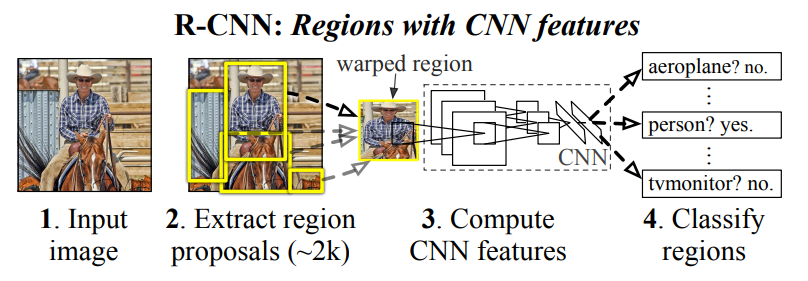 R-CNN: Regions with CNN features
warped region
aeroplane? no.
person? yes.
tvmonitor? no.
CNN
1. Input
image
2. Extract region
proposals (~2k)
3. Compute
CNN features
4. Classify
regions